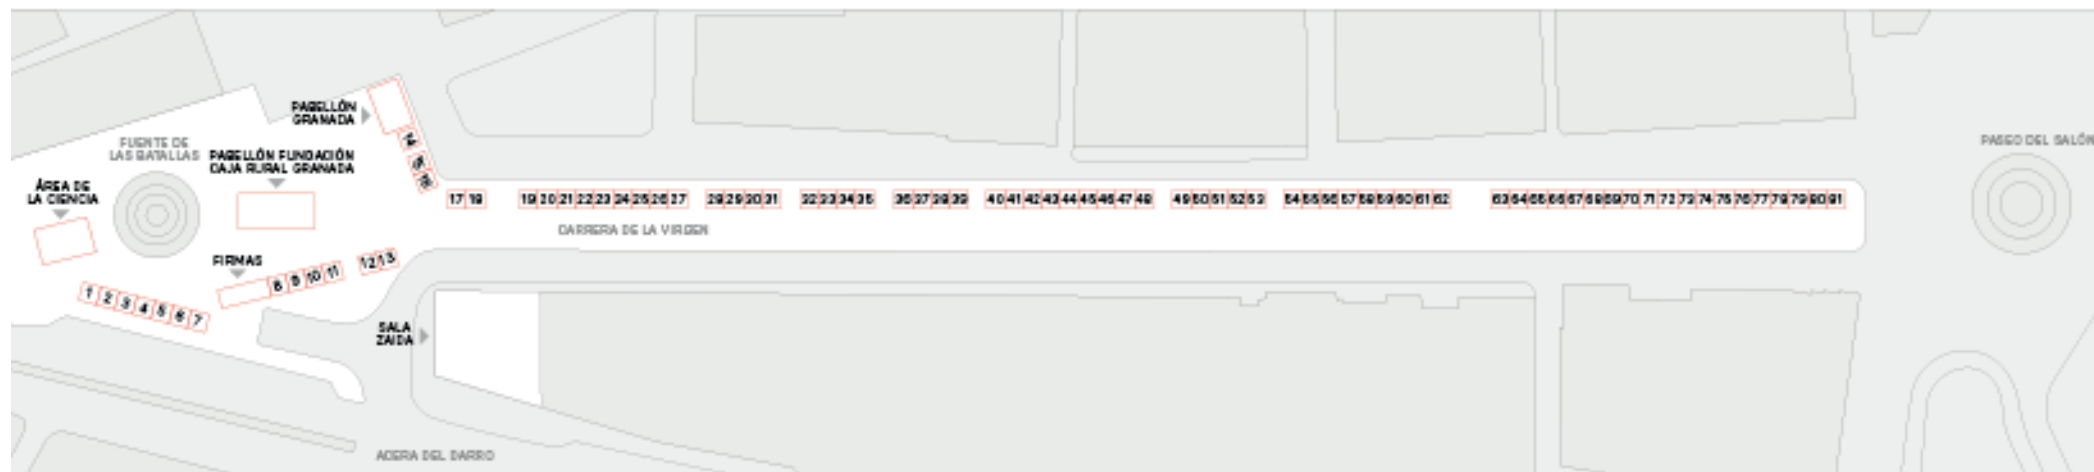 PABELLÓN
GRANADA
14
15
16
FUENTE DE
LAS BATALLAS
PABELLÓN FUNDACIÓN
CAJA RURAL GRANADA
PASEO DEL SALÓN
ÁREA DE
LA CIENCIA
17 18
19 20 21 22 23 24 25 26 27
28 29 30 31
32 33 34 35
36 37 38 39
40 41 42 43 44 45 46 47 48
49 50 51 52 53
54 55 56 57 58 59 60 61 62
63 64 65 66 67 68 69 70 71 72 73 74 75 76 77 78 79 80 81
CARRERA DE LA VIRGEN
FIRMAS
8 9 10 11
12 13
1 2 3 4 5 6 7
SALA
ZAIDA
ACERA DEL DARRO